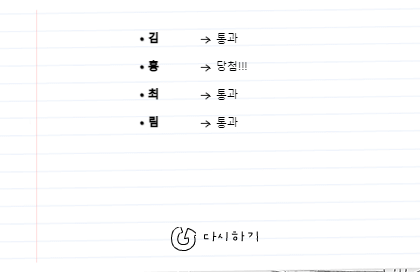 • 김 → 통과
• 홍 → 당첨!!!
• 최 → 통과
• 림 → 통과
다시하기